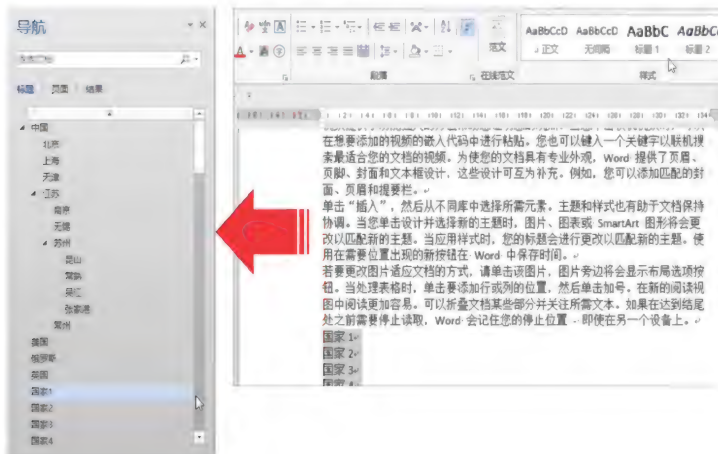 导航
标题 页面 结果
中国
北京
上海
天津
江苏
南京
无锡
苏州
昆山
常熟
吴江
张家港
常州
美国
俄罗斯
英国
国家1
国家2
国家3
国家4
AaBbCcD AaBbCcD AaBbC AaBbCc
范文 正文 无间隔 标题 1 标题 2
段落 在线范文 样式
在想要添加的视频的嵌入代码中进行粘贴。您也可以键入一个关键字以联机搜
索最适合您的文档的视频。为使您的文档具有专业外观，Word 提供了页眉、
页脚、封面和文本框设计，这些设计可互为补充。例如，您可以添加匹配的封
面、页眉和提要栏。
单击“插入”，然后从不同库中选择所需元素。主题和样式也有助于文档保持
协调。当您单击设计并选择新的主题时，图片、图表或 SmartArt 图形将会更
改以匹配新的主题。当应用样式时，您的标题会进行更改以匹配新的主题。使
用在需要位置出现的新按钮在 Word 中保存时间。
若要更改图片适应文档的方式，请单击该图片，图片旁边将会显示布局选项按
钮。当处理表格时，单击要添加行或列的位置，然后单击加号。在新的阅读视
图中阅读更加容易。可以折叠文档某些部分并关注所需文本。如果在达到结尾
处之前需要停止读取，Word 会记住您的停止位置 - 即使在另一个设备上。
国家 1
国家 2
国家 3
国家 4